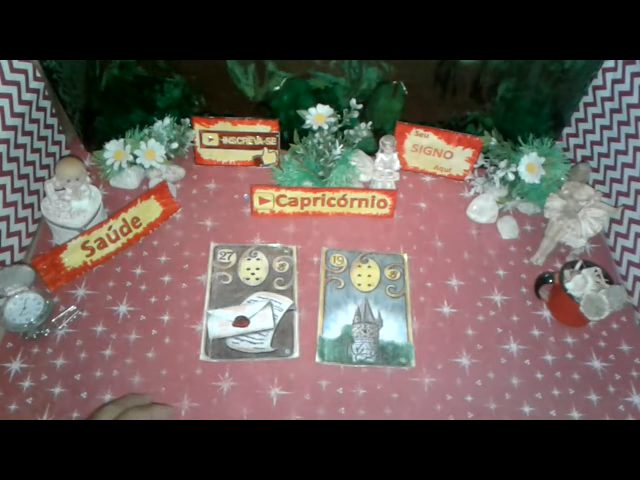 INSCREVA-SE
Seu
SIGNO
Aqui
Capricórnio
Saúde
27
19